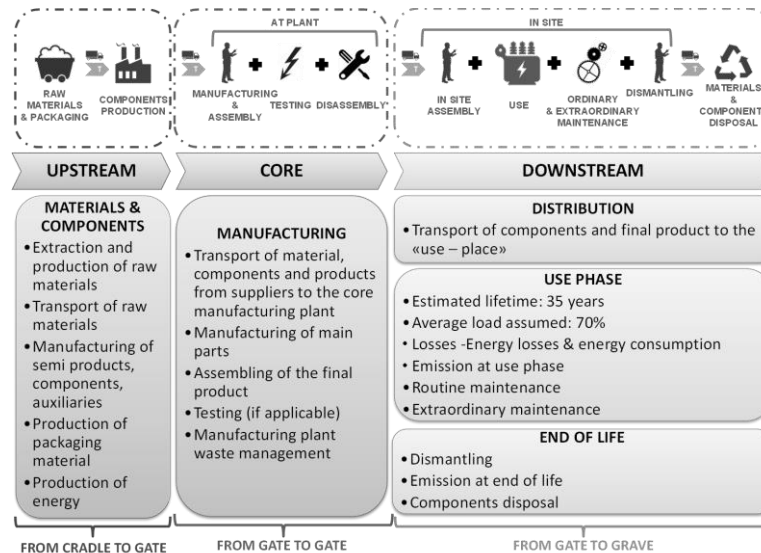 AT PLANT
IN SITE
RAW
MATERIALS
& PACKAGING
COMPONENTS
PRODUCTION
MANUFACTURING
&
ASSEMBLY
TESTING
DISASSEMBLY
IN SITE
ASSEMBLY
USE
ORDINARY
& EXTRAORDINARY
MAINTENANCE
DISMANTLING
MATERIALS
&
COMPONENT
DISPOSAL
UPSTREAM
CORE
DOWNSTREAM
MATERIALS &
COMPONENTS
•Extraction and
production of raw
materials
•Transport of raw
materials
•Manufacturing of
semi products,
components,
auxiliaries
•Production of
packaging
material
•Production of
energy
MANUFACTURING
•Transport of material,
components and products
from suppliers to the core
manufacturing plant
•Manufacturing of main
parts
•Assembling of the final
product
•Testing (if applicable)
•Manufacturing plant
waste management
DISTRIBUTION
•Transport of components and final product to the
«use – place»
USE PHASE
•Estimated lifetime: 35 years
•Average load assumed: 70%
• Losses -Energy losses & energy consumption
• Emission at use phase
•Routine maintenance
•Extraordinary maintenance
END OF LIFE
•Dismantling
•Emission at end of life
•Components disposal
FROM CRADLE TO GATE
FROM GATE TO GATE
FROM GATE TO GRAVE